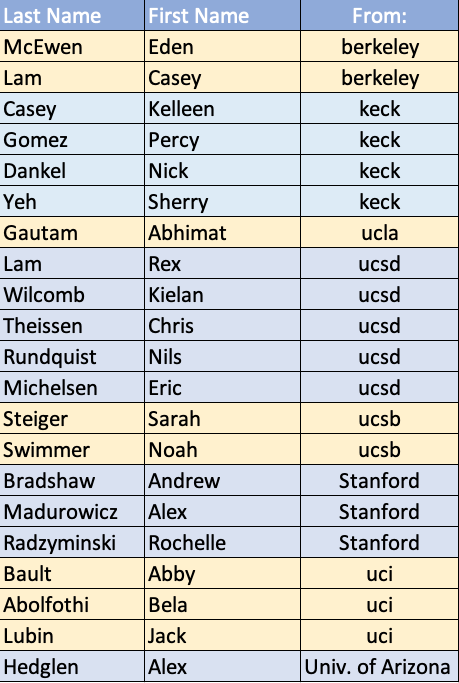 Last Name First Name From:
McEwen Eden berkeley
Lam Casey berkeley
Casey Kelleen keck
Gomez Percy keck
Dankel Nick keck
Yeh Sherry keck
Gautam Abhimat ucla
Lam Rex ucsd
Wilcomb Kielan ucsd
Theissen Chris ucsd
Rundquist Nils ucsd
Michelsen Eric ucsd
Steiger Sarah ucsb
Swimmer Noah ucsb
Bradshaw Andrew Stanford
Madurowicz Alex Stanford
Radzyminski Rochelle Stanford
Bault Abby uci
Abolfothi Bela uci
Lubin Jack uci
Hedglen Alex Univ. of Arizona